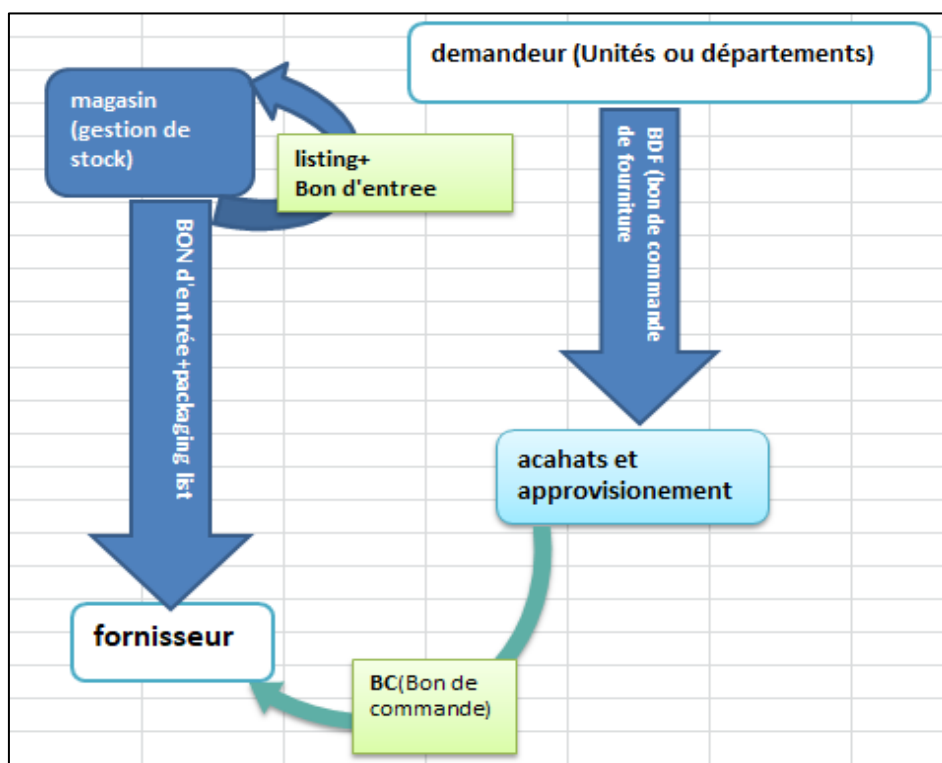 demandeur (Unités ou départements)
magasin
(gestion de
stock)
listing+
Bon d'entree
BDF (bon de commande
de fourniture
BON d'entrée+packaging list
acahats et
approvisionement
fornisseur
BC(Bon de
commande)